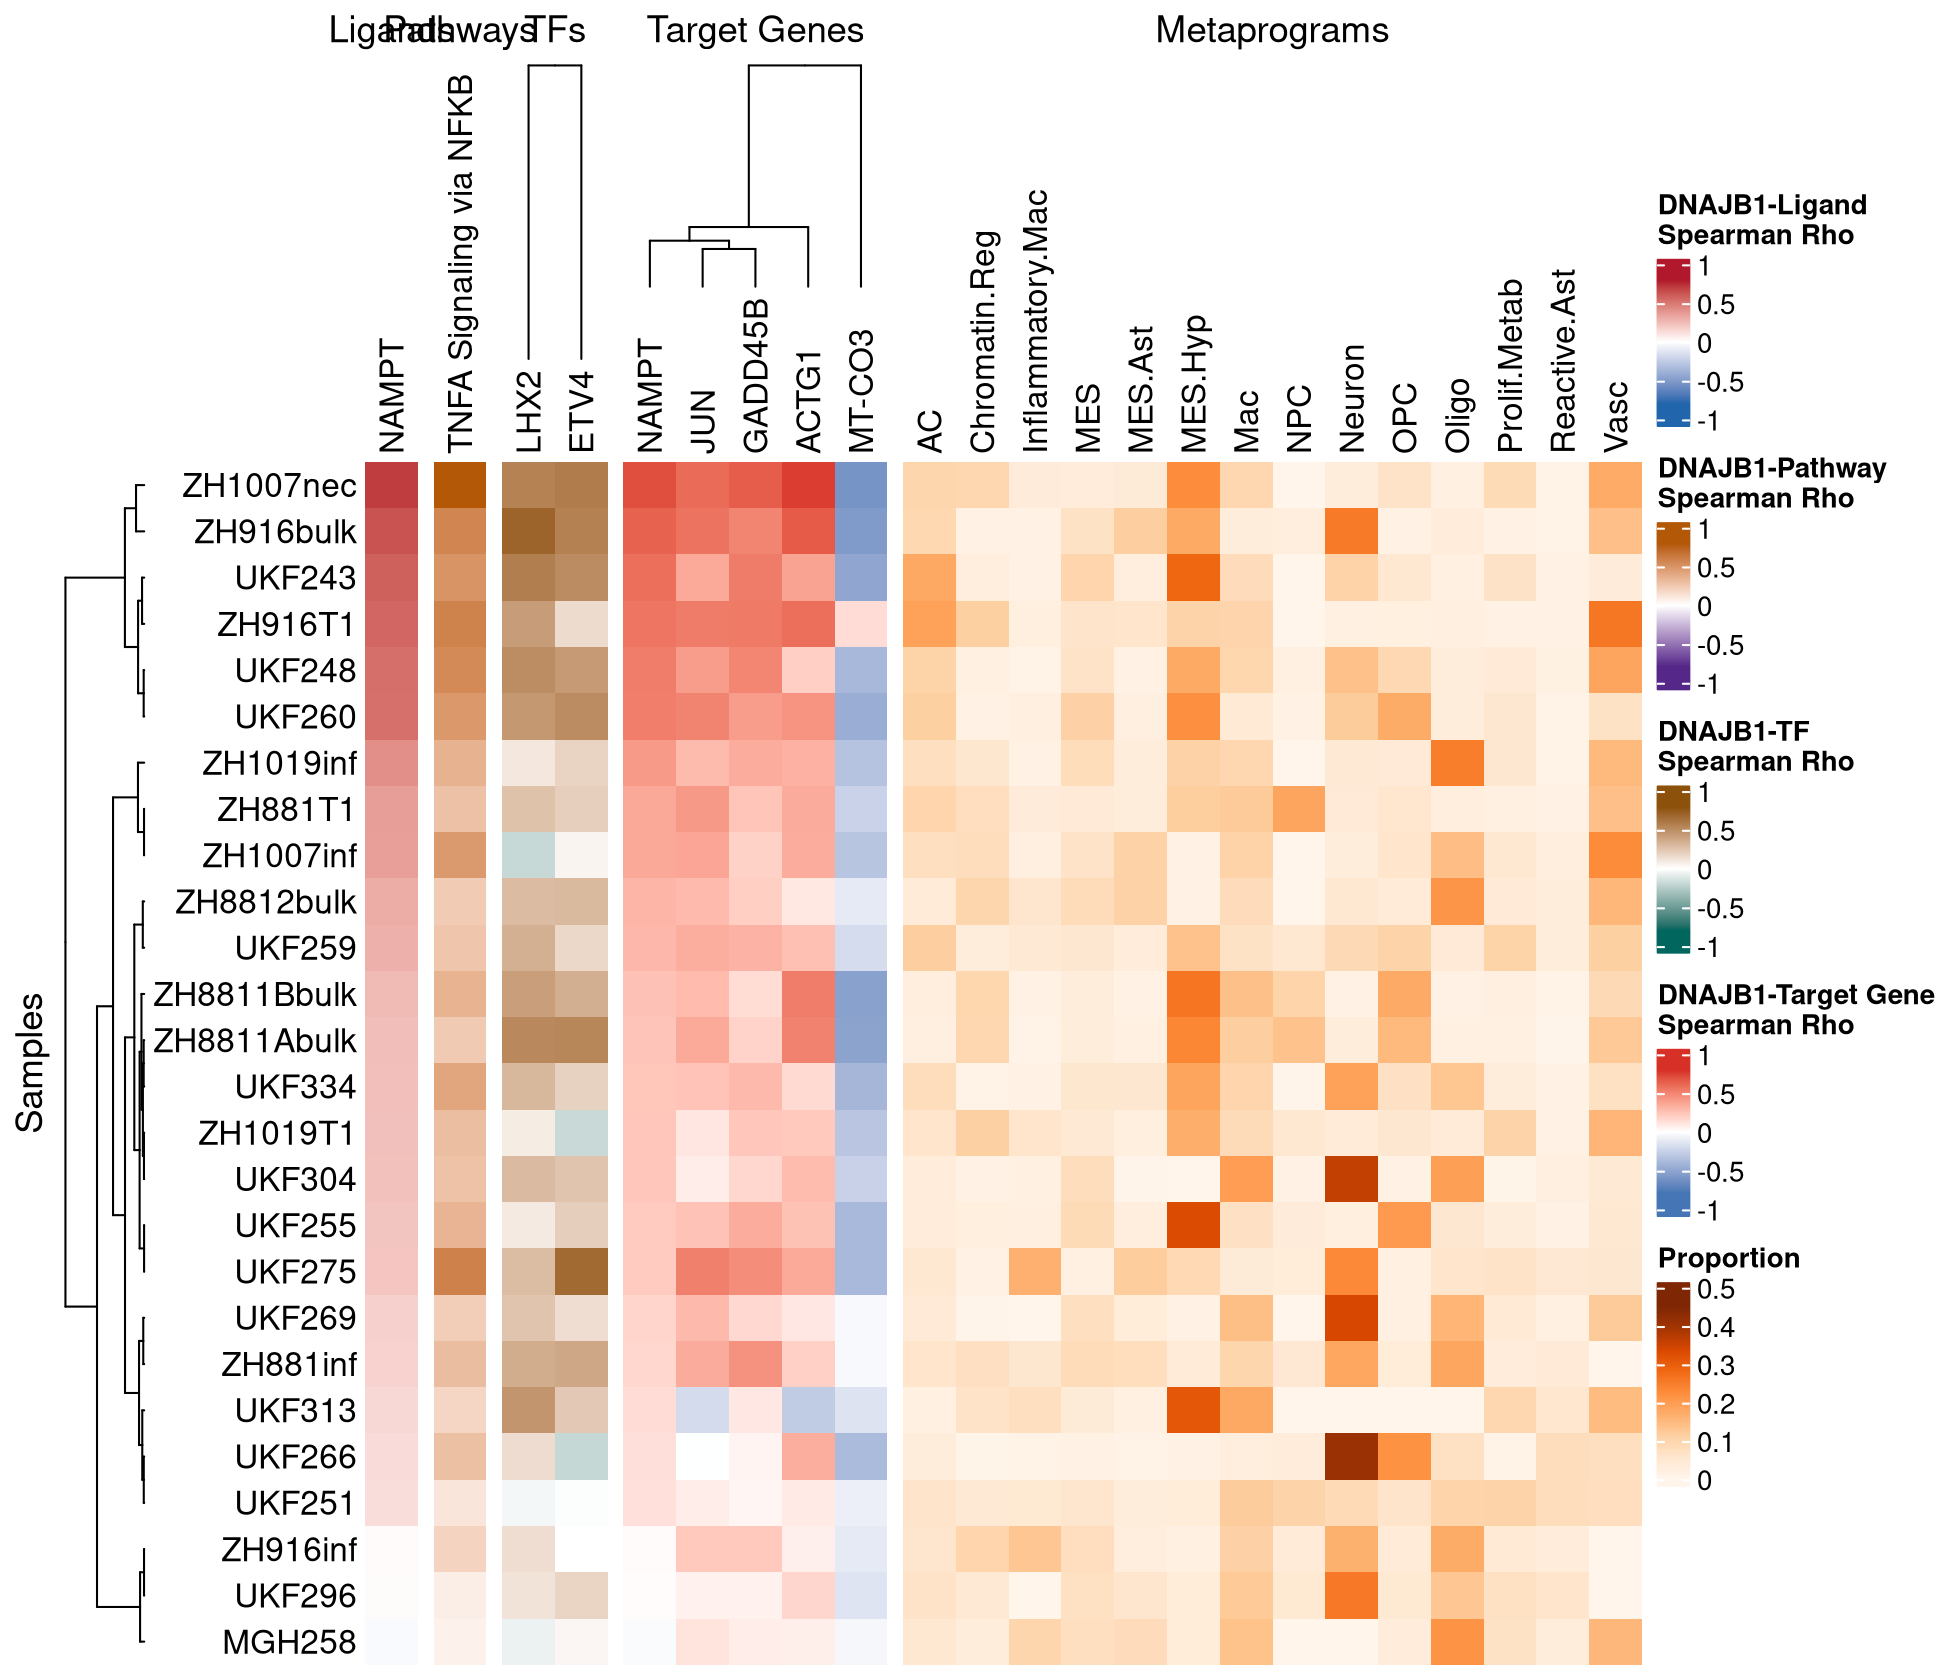 Ligands Pathways TFs Target Genes Metaprograms
NAMPT
TNFA Signaling via NFKB
LHX2
ETV4
NAMPT
JUN
GADD45B
ACTG1
MT-CO3
AC
Chromatin.Reg
Inflammatory.Mac
MES
MES.Ast
MES.Hyp
Mac
NPC
Neuron
OPC
Oligo
Prolif.Metab
Reactive.Ast
Vasc
Samples
ZH1007nec
ZH916bulk
UKF243
ZH916T1
UKF248
UKF260
ZH1019inf
ZH881T1
ZH1007inf
ZH8812bulk
UKF259
ZH8811Bbulk
ZH8811Abulk
UKF334
ZH1019T1
UKF304
UKF255
UKF275
UKF269
ZH881inf
UKF313
UKF266
UKF251
ZH916inf
UKF296
MGH258
DNAJB1-Ligand
Spearman Rho
1
0.5
0
-0.5
-1
DNAJB1-Pathway
Spearman Rho
1
0.5
0
-0.5
-1
DNAJB1-TF
Spearman Rho
1
0.5
0
-0.5
-1
DNAJB1-Target Gene
Spearman Rho
1
0.5
0
-0.5
-1
Proportion
0.5
0.4
0.3
0.2
0.1
0